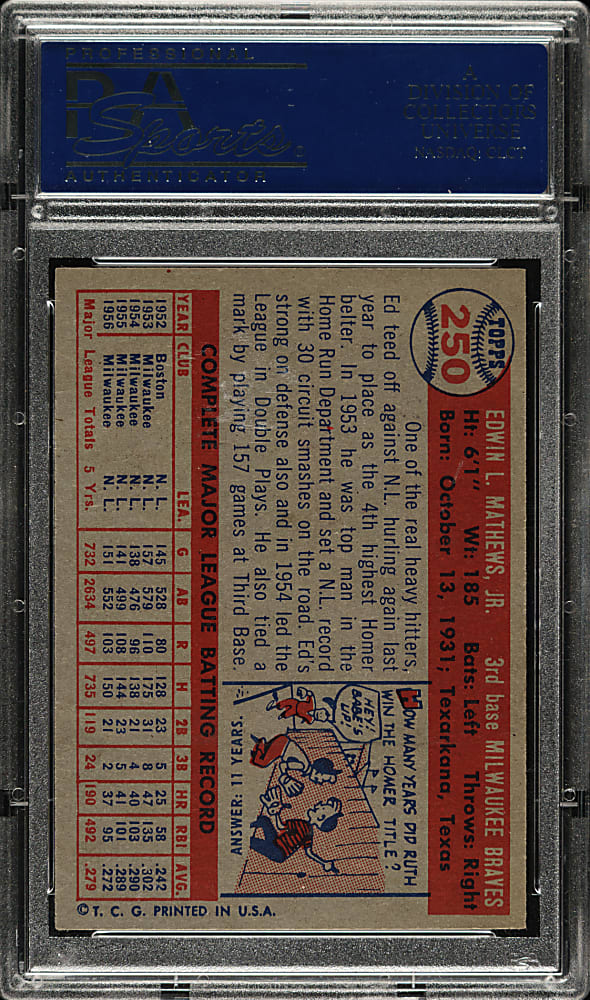 PROFESSIONAL
PSA
Sports
AUTHENTICATOR
A
DIVISION OF
COLLECTORS
UNIVERSE
NASDAQ: CLCT
TOPPS
250
EDWIN L. MATHEWS, JR. 3rd base MILWAUKEE BRAVES
Ht: 6'1" Wt: 185 Bats: Left Throws: Right
Born: October 13, 1931; Texarkana, Texas
One of the real heavy hitters,
Ed teed off against N.L. hurling again last
year to place as the 4th highest Homer
belter. In 1953 he was top man in the
Home Run Department and set a N.L. record
with 30 circuit smashes on the road. Ed's
strong on defense also and in 1954 led the
League in Double Plays. He also tied a
mark by playing 157 games at Third Base.
HOW MANY YEARS DID RUTH
WIN THE HOMER TITLE?
HEY!
BABE'S
UP!
ANSWER: 11 YEARS.
COMPLETE MAJOR LEAGUE BATTING RECORD
YEAR CLUB LEA. G AB R H 2B 3B HR RBI AVG.
1952 Boston N. L. 145 528 80 128 23 5 25 58 .242
1953 Milwaukee N. L. 157 579 110 175 31 8 47 135 .302
1954 Milwaukee N. L. 138 476 96 138 21 4 40 103 .290
1955 Milwaukee N. L. 141 499 108 144 23 5 41 101 .289
1956 Milwaukee N. L. 151 552 103 150 21 2 37 95 .272
Major League Totals 5 Yrs. 732 2634 497 735 119 24 190 492 .279
© T. C. G. PRINTED IN U.S.A.